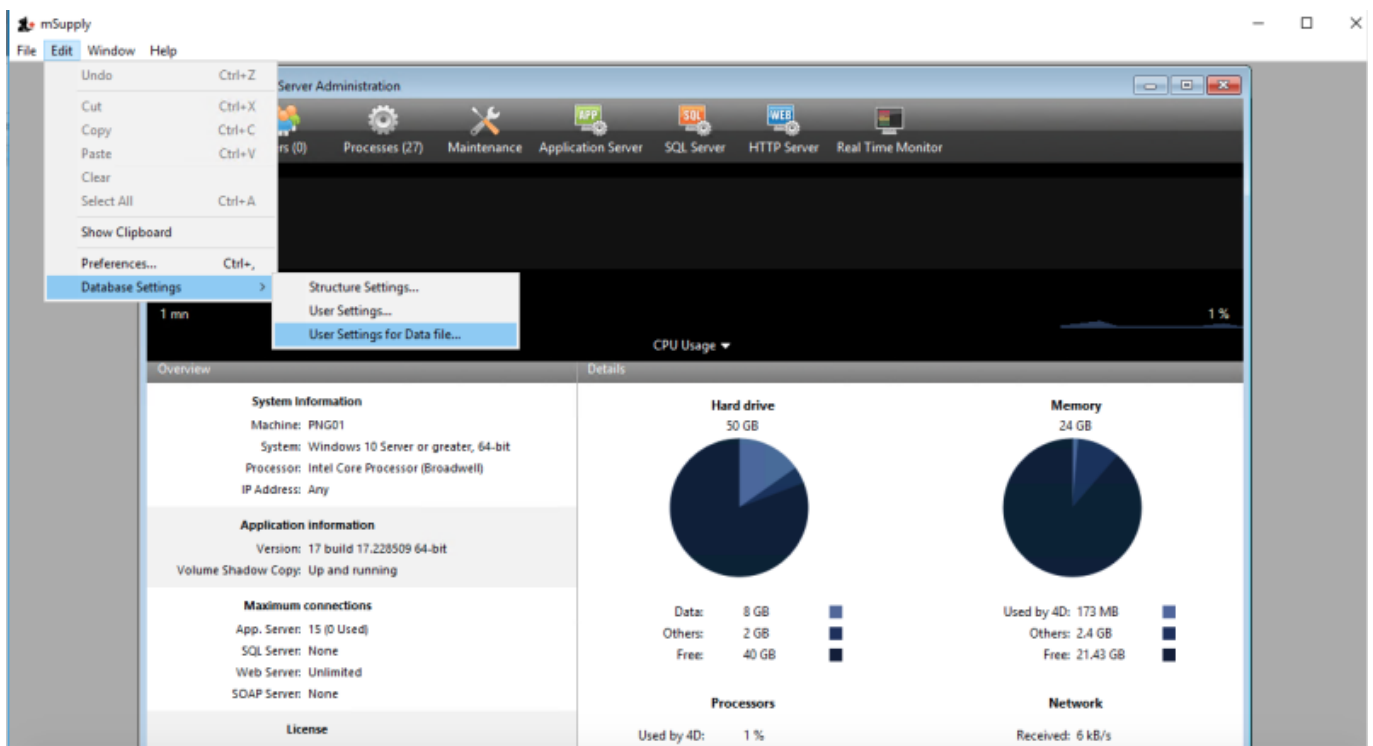 mSupply
File Edit Window Help
Undo Ctrl+Z
Cut Ctrl+X
Copy Ctrl+C
Paste Ctrl+V
Clear
Select All Ctrl+A
Show Clipboard
Preferences... Ctrl+,
Database Settings >
Structure Settings...
User Settings...
User Settings for Data file...
Server Administration
rs (0) Processes (27) Maintenance Application Server SQL Server HTTP Server Real Time Monitor
APP SQL WEB
1 mn 1 %
CPU Usage
Overview Details
System Information
Machine: PNG01
System: Windows 10 Server or greater, 64-bit
Processor: Intel Core Processor (Broadwell)
IP Address: Any
Application information
Version: 17 build 17.228509 64-bit
Volume Shadow Copy: Up and running
Maximum connections
App. Server: 15 (0 Used)
SQL Server: None
Web Server: Unlimited
SOAP Server: None
License
Hard drive
50 GB
Data: 8 GB
Others: 2 GB
Free: 40 GB
Memory
24 GB
Used by 4D: 173 MB
Others: 2.4 GB
Free: 21.43 GB
Processors
Used by 4D: 1 %
Network
Received: 6 kB/s